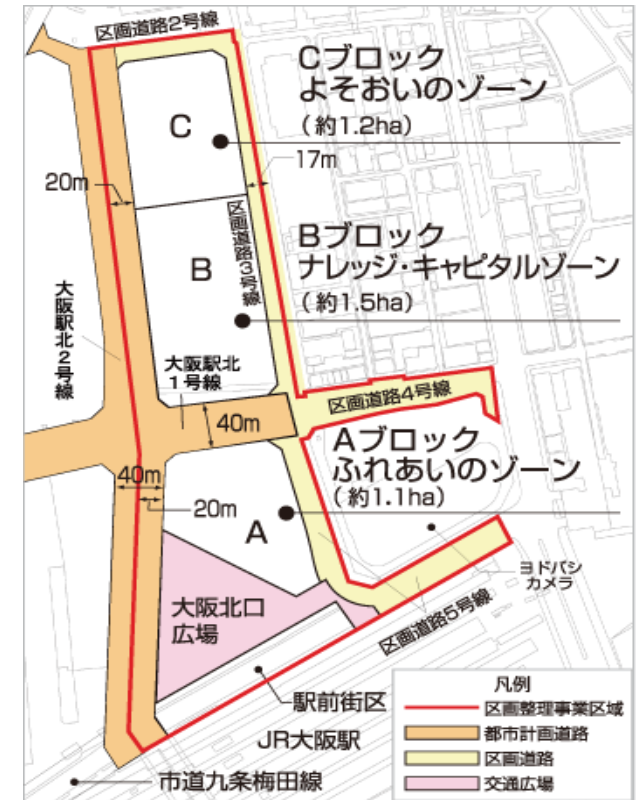 区画道路2号線
Cブロック
よそおいのゾーン
（約1.2ha）
C
17m
20m
区画道路3号線
Bブロック
ナレッジ・キャピタルゾーン
（約1.5ha）
B
大阪駅北2号線
大阪駅北
1号線
区画道路4号線
40m
Aブロック
ふれあいのゾーン
（約1.1ha）
40m
20m
A
ヨドバシ
カメラ
大阪北口
広場
区画道路5号線
駅前街区
JR大阪駅
市道九条梅田線
凡例
区画整理事業区域
都市計画道路
区画道路
交通広場